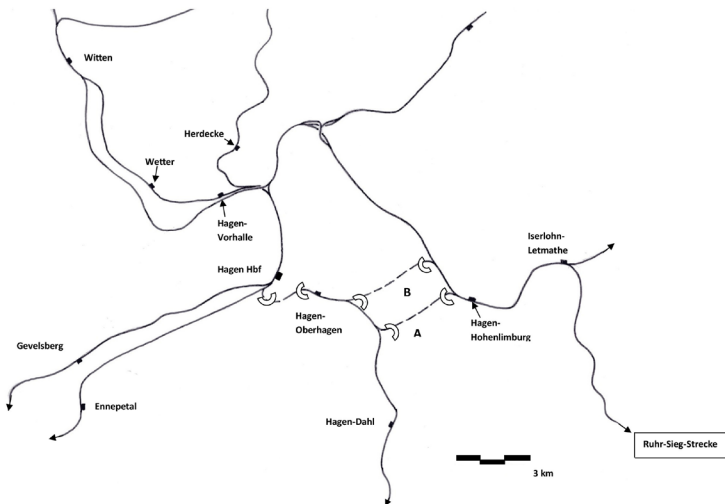 Witten
Herdecke
Wetter
Hagen-
Vorhalle
Iserlohn-
Letmathe
Hagen Hbf
B
Hagen-
Oberhagen
A
Hagen-
Hohenlimburg
Gevelsberg
Ennepetal
Hagen-Dahl
Ruhr-Sieg-Strecke
3 km